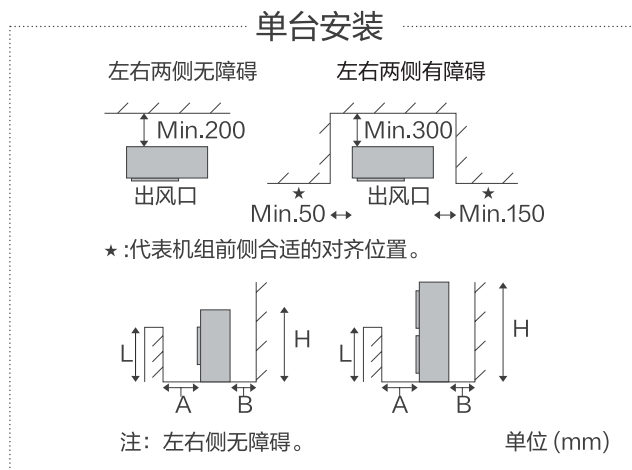 单台安装
左右两侧无障碍
左右两侧有障碍
Min.200
Min.300
出风口
出风口
★
★
Min.50
Min.150
★:代表机组前侧合适的对齐位置。
L
H
A
B
L
H
A
B
注：左右侧无障碍。
单位(mm)